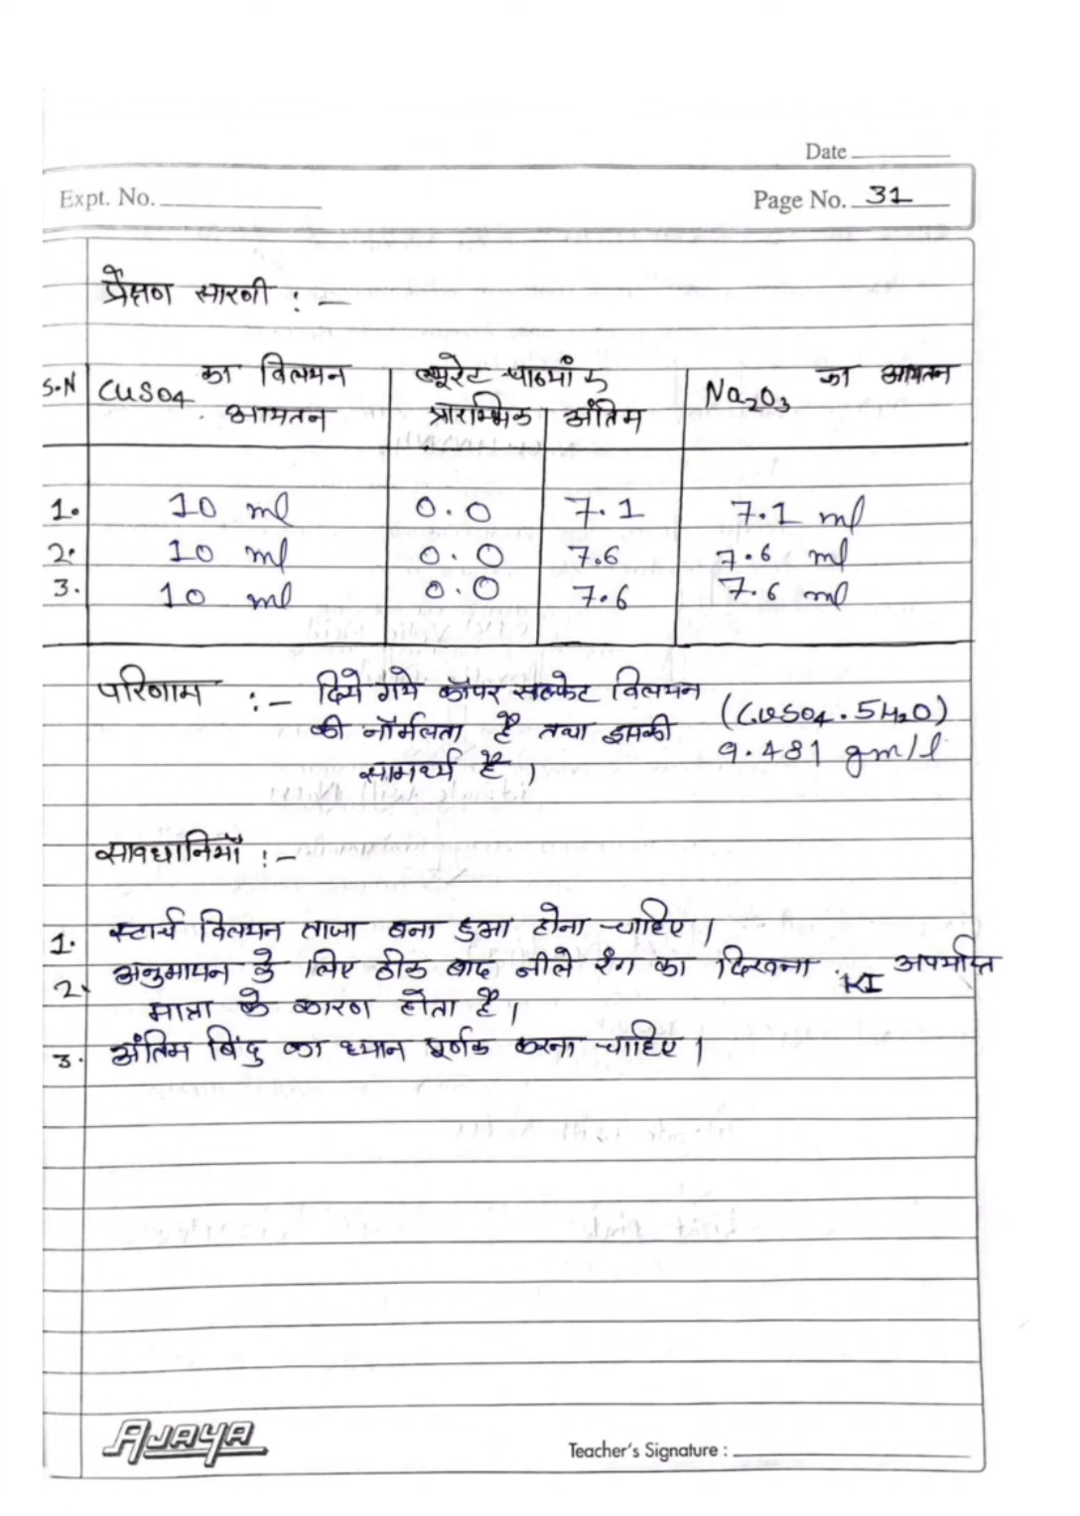 Date
Expt. No.
Page No. 31
प्रेक्षण सारणी : –
S.N CuSO4 का विलयन आयतन ब्यूरेट पाठ्यांक प्रारम्भिक अंतिम Na2O3 का आयतन
1. 10 ml 0.0 7.1 7.1 ml
2. 10 ml 0.0 7.6 7.6 ml
3. 10 ml 0.0 7.6 7.6 ml
परिणाम :– दिये गये कॉपर सल्फेट विलयन (CuSO4.5H2O)
की नॉर्मलता है तथा इसकी 9.481 gm/l
सामर्थ्य है।
सावधानियाँ :–
1. स्टार्च विलयन ताजा बना हुआ होना चाहिए।
2. अनुमापन के लिए ठीक बाद नीले रंग का दिखना KI अपर्याप्त
मात्रा के कारण होता है।
3. अंतिम बिंदु का ध्यान पूर्णक करना चाहिए।
AJAYA
Teacher's Signature :